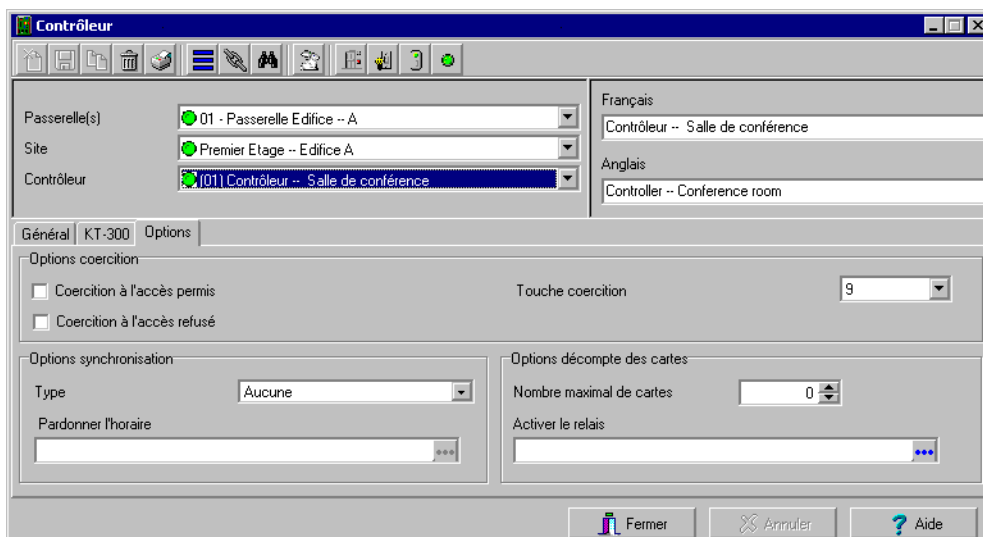 Contrôleur
Passerelle(s) 01 - Passerelle Edifice -- A
Site Premier Etage -- Edifice A
Contrôleur (01) Contrôleur -- Salle de conférence
Français
Contrôleur -- Salle de conférence
Anglais
Controller -- Conference room
Général KT-300 Options
Options coercition
Coercition à l'accès permis
Touche coercition 9
Coercition à l'accès refusé
Options synchronisation
Type Aucune
Pardonner l'horaire
Options décompte des cartes
Nombre maximal de cartes 0
Activer le relais
Fermer Annuler Aide